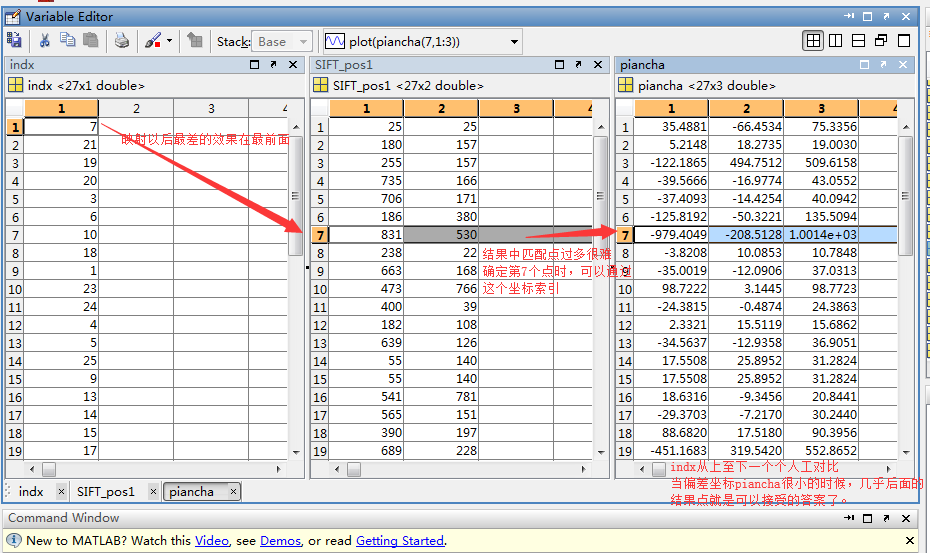 Variable Editor
Stack: Base plot(piancha(7,1:3))
indx SIFT_pos1 piancha
indx <27x1 double> SIFT_pos1 <27x2 double> piancha <27x3 double>
1 2 3 4 1 2 3 4 1 2 3 4
1 7 1 25 25 1 35.4881 -66.4534 75.3356
映射以后最差的效果在最前面
2 21 2 180 157 2 5.2148 18.2735 19.0030
3 19 3 255 157 3 -122.1865 494.7512 509.6158
4 20 4 735 166 4 -39.5666 -16.9774 43.0552
5 3 5 706 171 5 -37.4093 -14.4254 40.0942
6 6 6 186 380 6 -125.8192 -50.3221 135.5094
7 10 7 831 530 7 -979.4049 -208.5128 1.0014e+03
8 18 8 238 22 8 -3.8208 10.0853 10.7848
结果中匹配点过多很难
9 1 9 663 168 9 -35.0019 -12.0906 37.0313
确定第7个点时，可以通过
10 23 10 473 766 10 98.7222 3.1445 98.7723
这个坐标索引
11 24 11 400 39 11 -24.3815 -0.4874 24.3863
12 4 12 182 108 12 2.3321 15.5119 15.6862
13 5 13 639 126 13 -34.5637 -12.9358 36.9051
14 25 14 55 140 14 17.5508 25.8952 31.2824
15 9 15 55 140 15 17.5508 25.8952 31.2824
16 13 16 541 781 16 18.6316 -9.3456 20.8441
17 14 17 565 151 17 -29.3703 -7.2170 30.2440
18 15 18 390 197 18 88.6820 17.5180 90.3956
19 17 19 689 228 19 -451.1683 319.5420 552.8652
indx从上至下一个个人工对比
当偏差坐标piancha很小的时候，几乎后面的
结果点就是可以接受的答案了。
indx SIFT_pos1 piancha
Command Window
New to MATLAB? Watch this Video, see Demos, or read Getting Started.